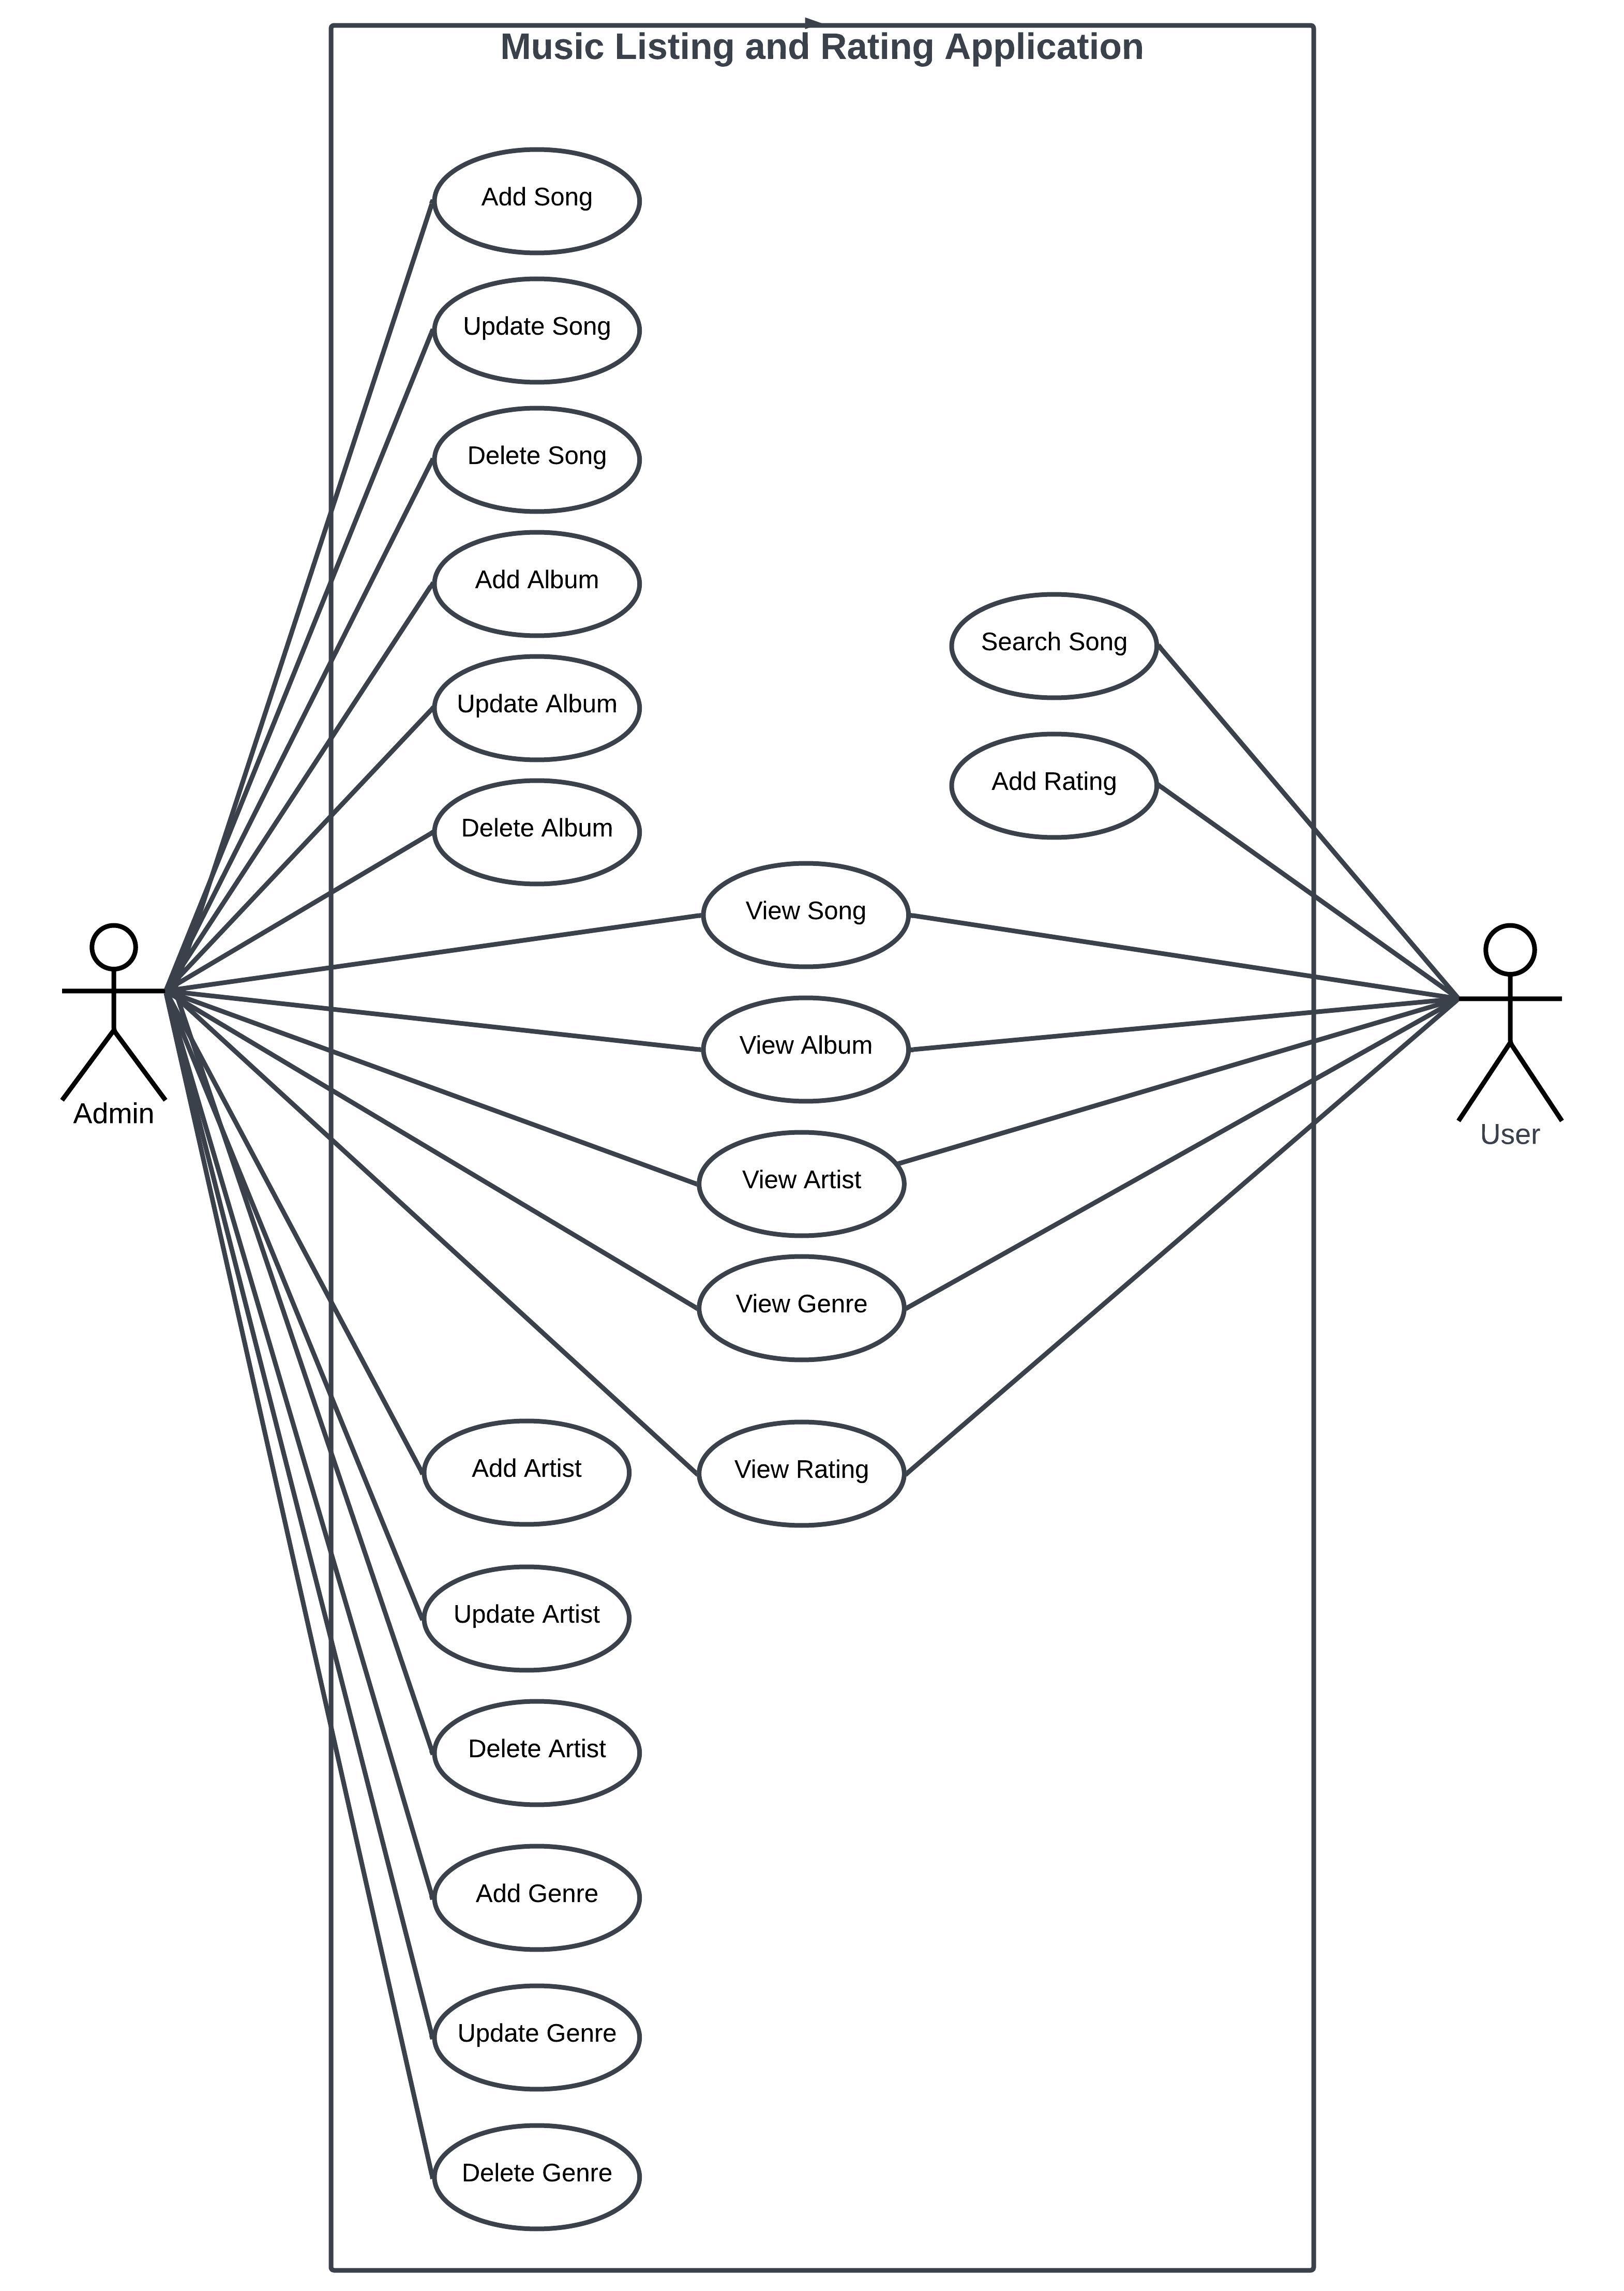 Music Listing and Rating Application
Add Song
Update Song
Delete Song
Add Album
Search Song
Update Album
Add Rating
Delete Album
View Song
View Album
Admin
User
View Artist
View Genre
Add Artist
View Rating
Update Artist
Delete Artist
Add Genre
Update Genre
Delete Genre